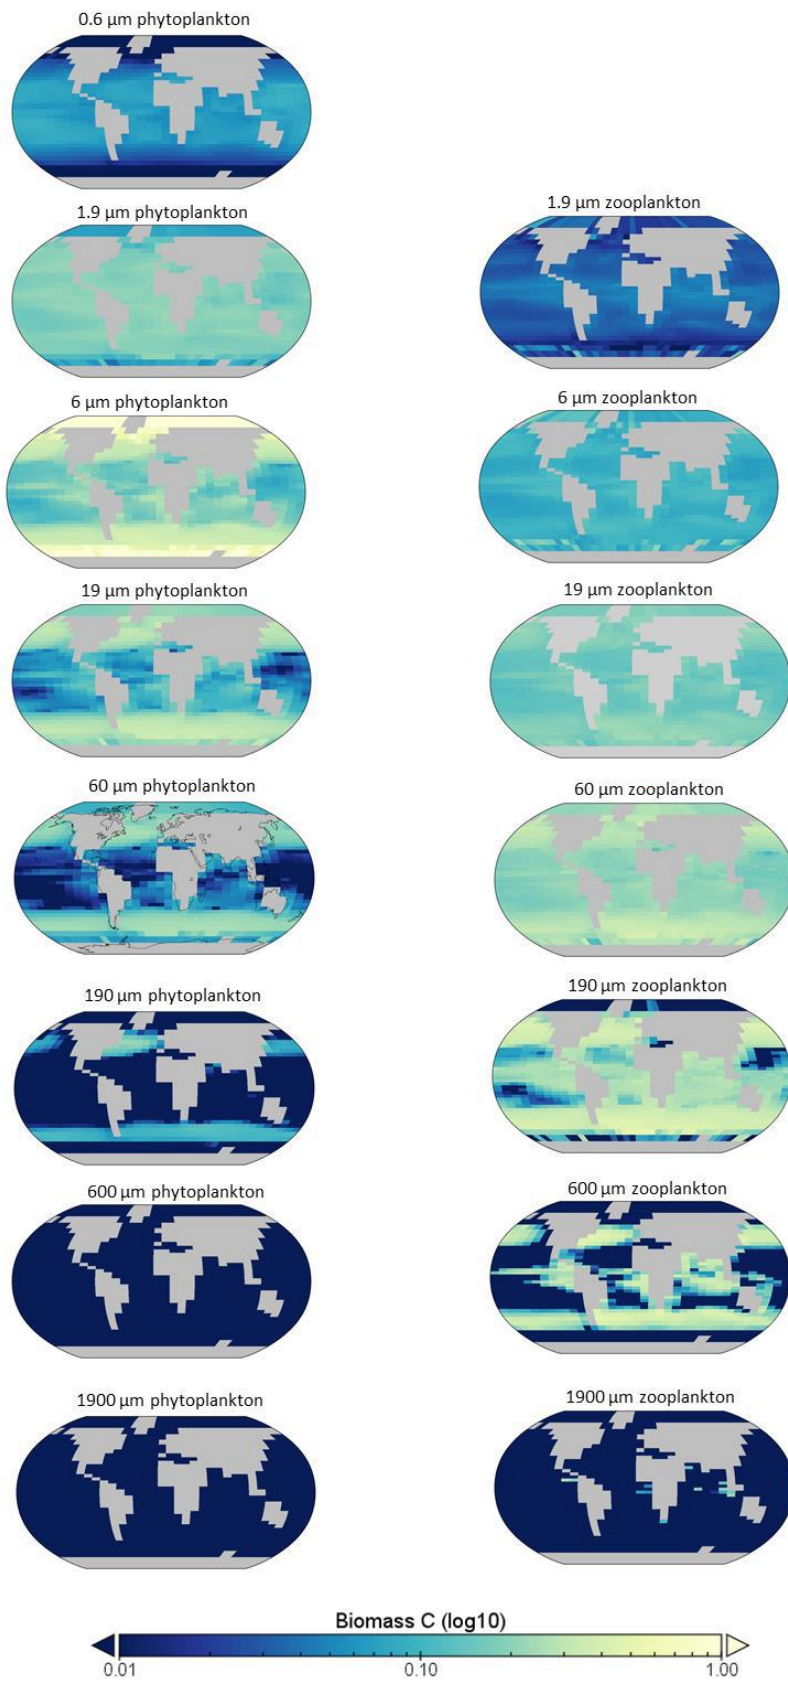 0.6 µm phytoplankton
1.9 µm phytoplankton
1.9 µm zooplankton
6 µm phytoplankton
6 µm zooplankton
19 µm phytoplankton
19 µm zooplankton
60 µm phytoplankton
60 µm zooplankton
190 µm phytoplankton
190 µm zooplankton
600 µm phytoplankton
600 µm zooplankton
1900 µm phytoplankton
1900 µm zooplankton
Biomass C (log10)
0.01 0.10 1.00